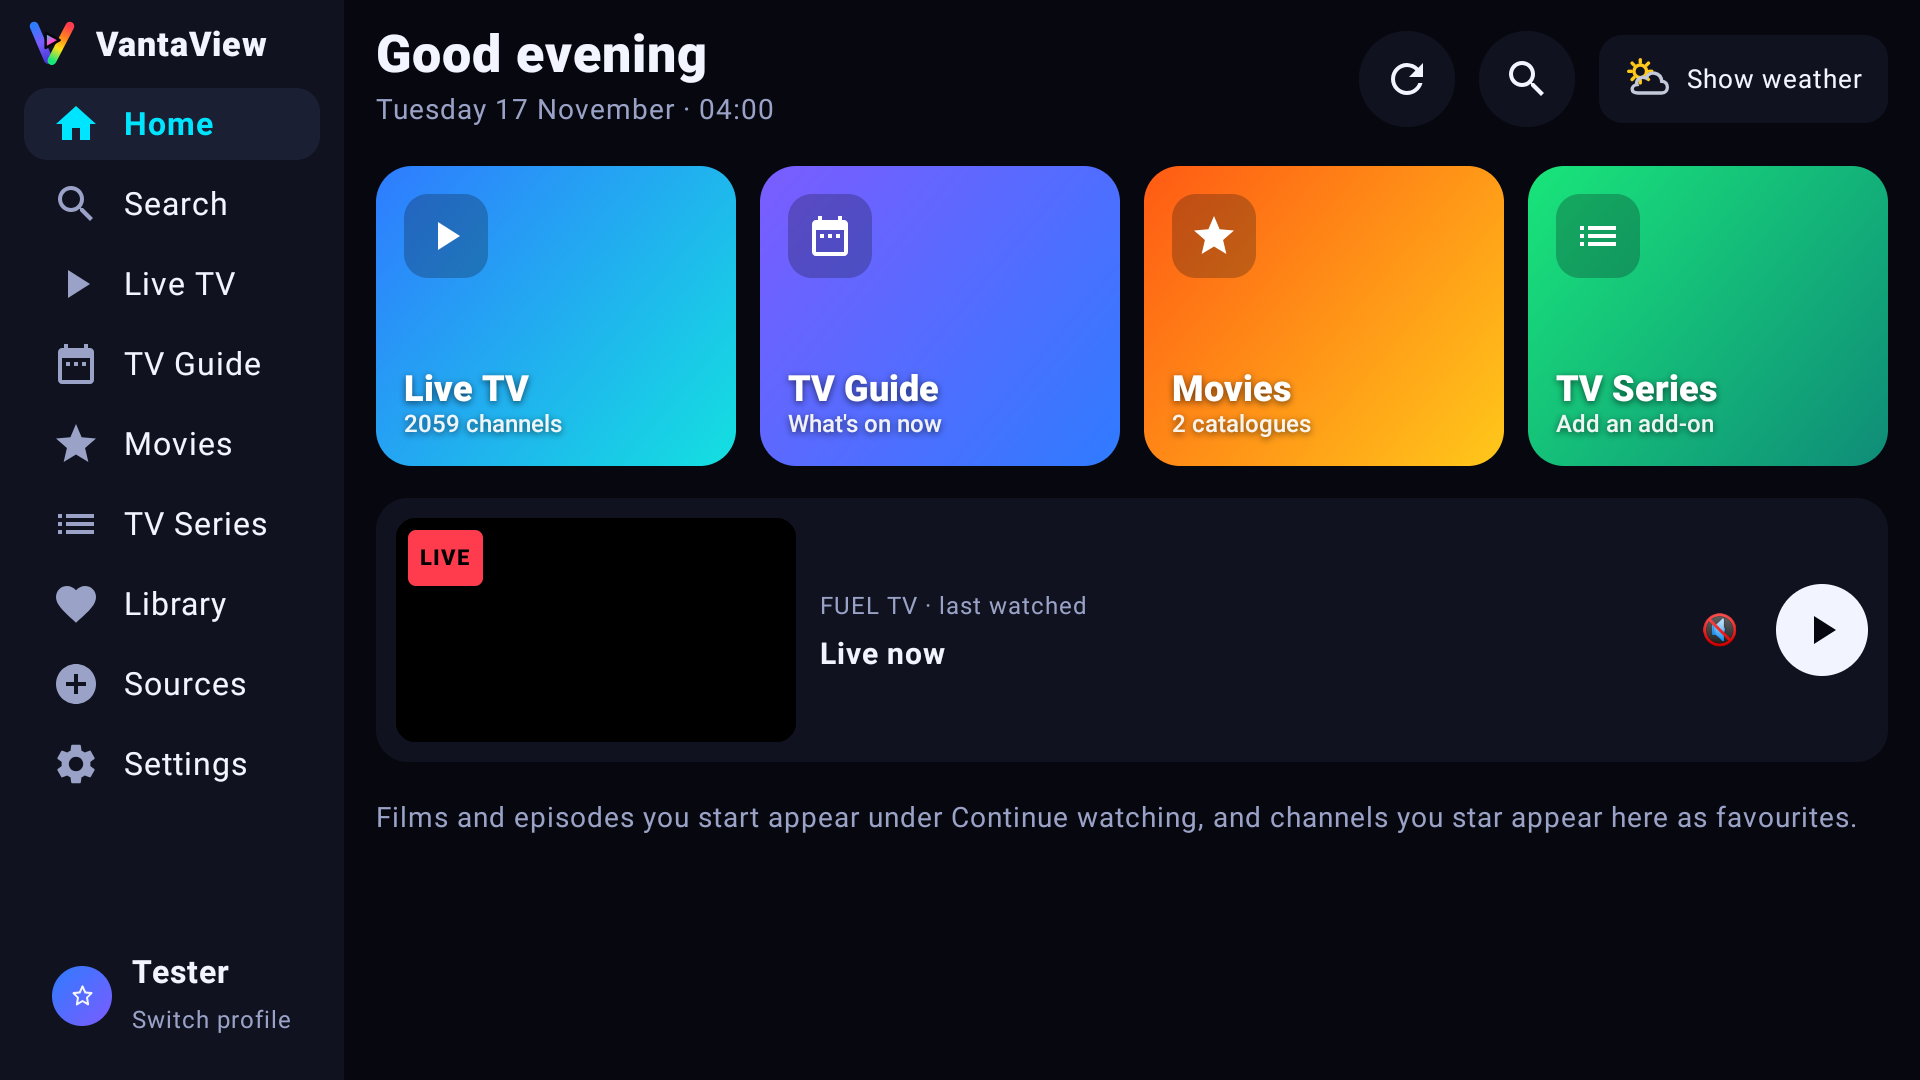 VantaView
Home
Search
Live TV
TV Guide
Movies
TV Series
Library
Sources
Settings
Tester
Switch profile
Good evening
Tuesday 17 November · 04:00
Show weather
Live TV
2059 channels
TV Guide
What's on now
Movies
2 catalogues
TV Series
Add an add-on
LIVE
FUEL TV · last watched
Live now
Films and episodes you start appear under Continue watching, and channels you star appear here as favourites.